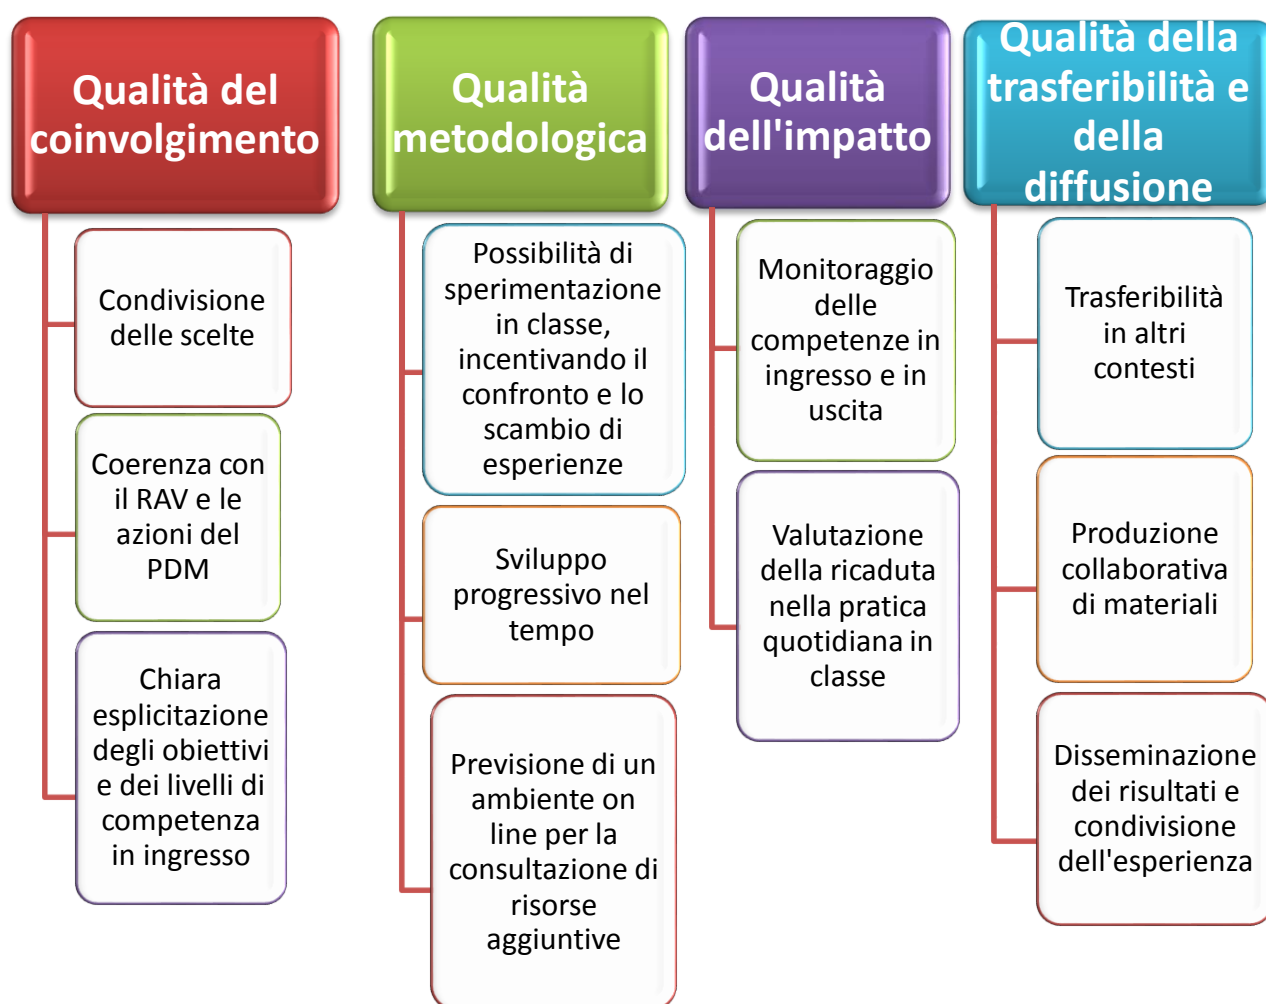 Qualità del
coinvolgimento
Condivisione
delle scelte
Coerenza con
il RAV e le
azioni del
PDM
Chiara
esplicitazione
degli obiettivi
e dei livelli di
competenza
in ingresso
Qualità
metodologica
Possibilità di
sperimentazione
in classe,
incentivando il
confronto e lo
scambio di
esperienze
Sviluppo
progressivo nel
tempo
Previsione di un
ambiente on
line per la
consultazione di
risorse
aggiuntive
Qualità
dell'impatto
Monitoraggio
delle
competenze in
ingresso e in
uscita
Valutazione
della ricaduta
nella pratica
quotidiana in
classe
Qualità della
trasferibilità e
della
diffusione
Trasferibilità
in altri
contesti
Produzione
collaborativa
di materiali
Disseminazione
dei risultati e
condivisione
dell'esperienza